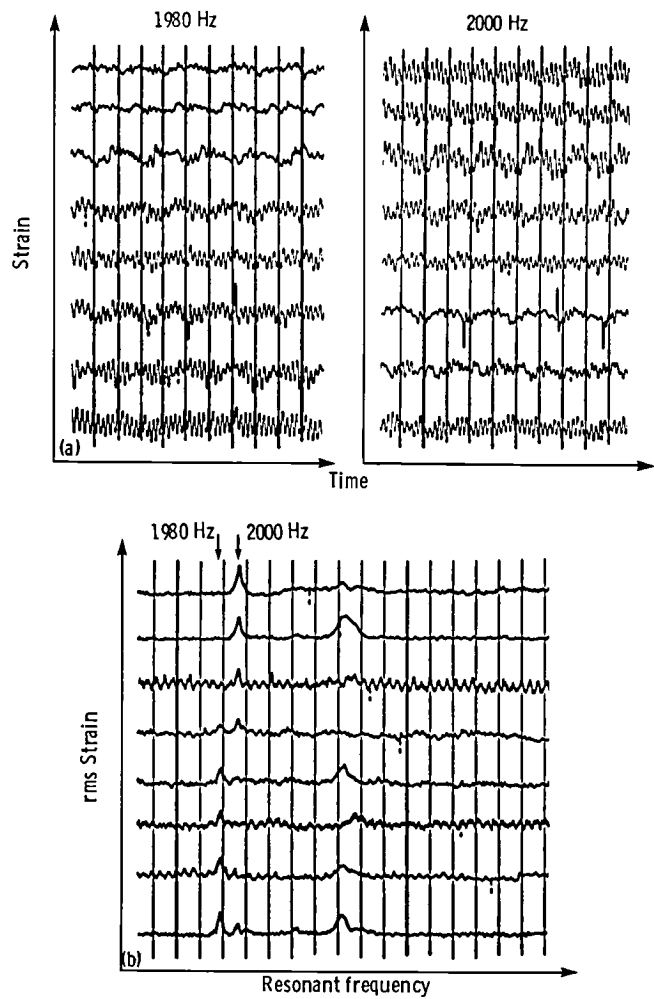 1980 Hz
2000 Hz
Strain
(a)
Time
1980 Hz
2000 Hz
rms Strain
(b)
Resonant frequency